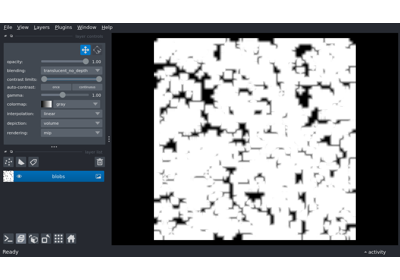 File View Layers Plugins Window Help
opacity: 1.00
blending: translucent_no_depth
contrast limits:
auto-contrast: once continuous
gamma: 1.00
colormap: gray
interpolation: linear
depiction: volume
rendering: mip
blobs
Ready
activity